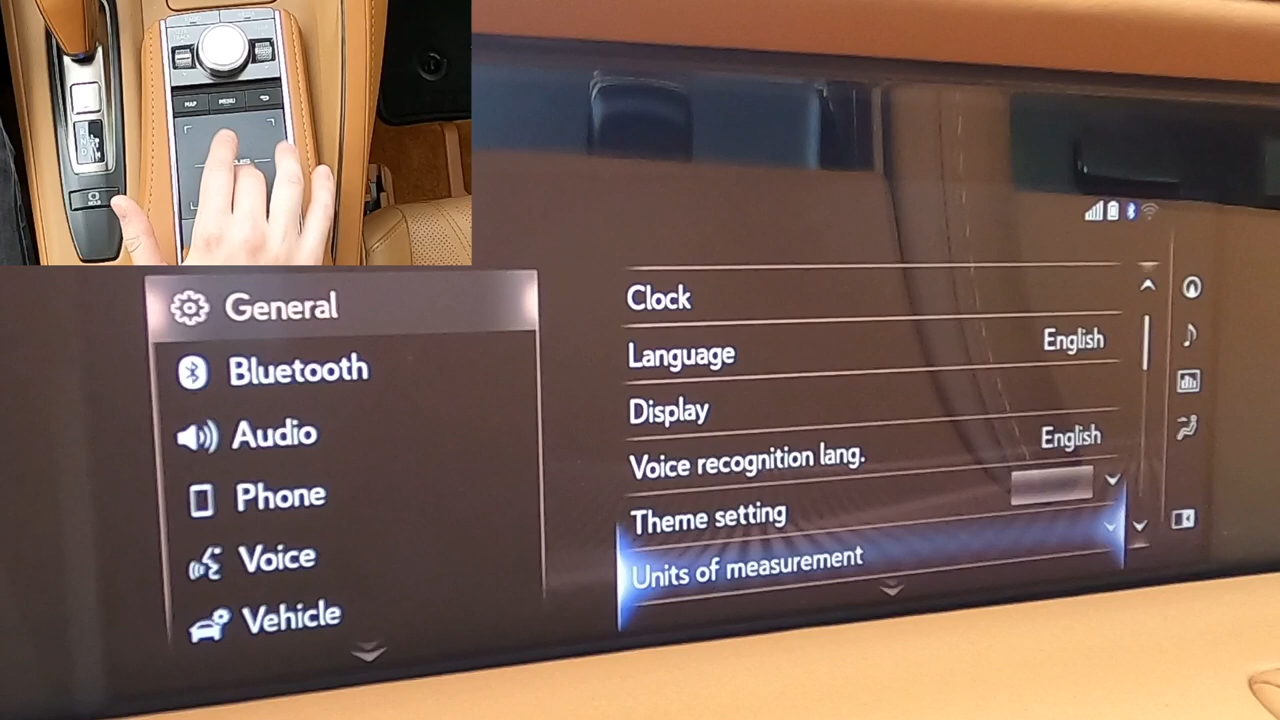 MAP
MENU
General
Bluetooth
Audio
Phone
Voice
Vehicle
Clock
Language English
Display
Voice recognition lang. English
Theme setting
Units of measurement